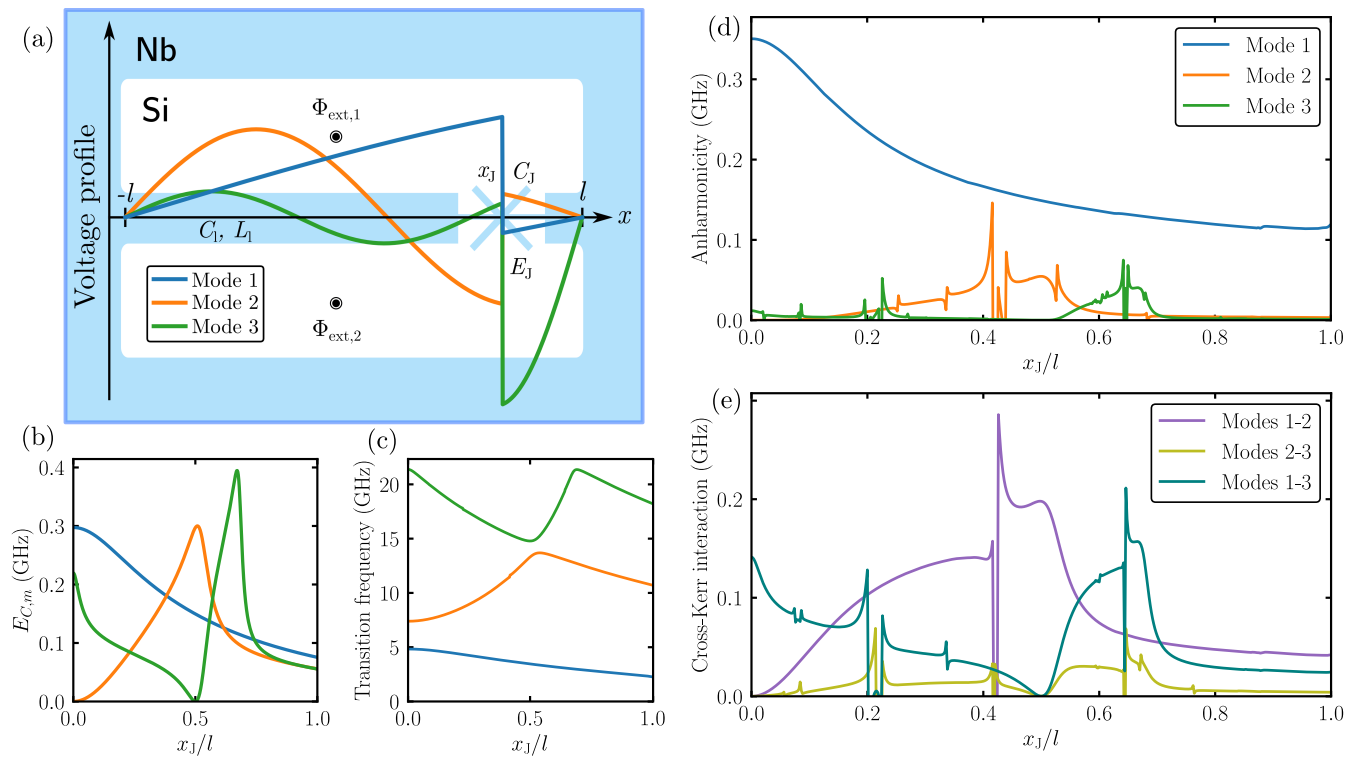 (a)
Nb
Si
Voltage profile
Φext,1
Φext,2
-l
xJ
CJ
l
x
Cl, Ll
EJ
Mode 1
Mode 2
Mode 3
(b)
EC,m (GHz)
0.4
0.3
0.2
0.1
0.0
0.0 0.5 1.0
xJ/l
(c)
Transition frequency (GHz)
20
15
10
5
0
0.0 0.5 1.0
xJ/l
(d)
Anharmonicity (GHz)
0.3
0.2
0.1
0.0
Mode 1
Mode 2
Mode 3
0.0 0.2 0.4 0.6 0.8 1.0
xJ/l
(e)
Cross-Kerr interaction (GHz)
0.3
0.2
0.1
0.0
Modes 1-2
Modes 2-3
Modes 1-3
0.0 0.2 0.4 0.6 0.8 1.0
xJ/l